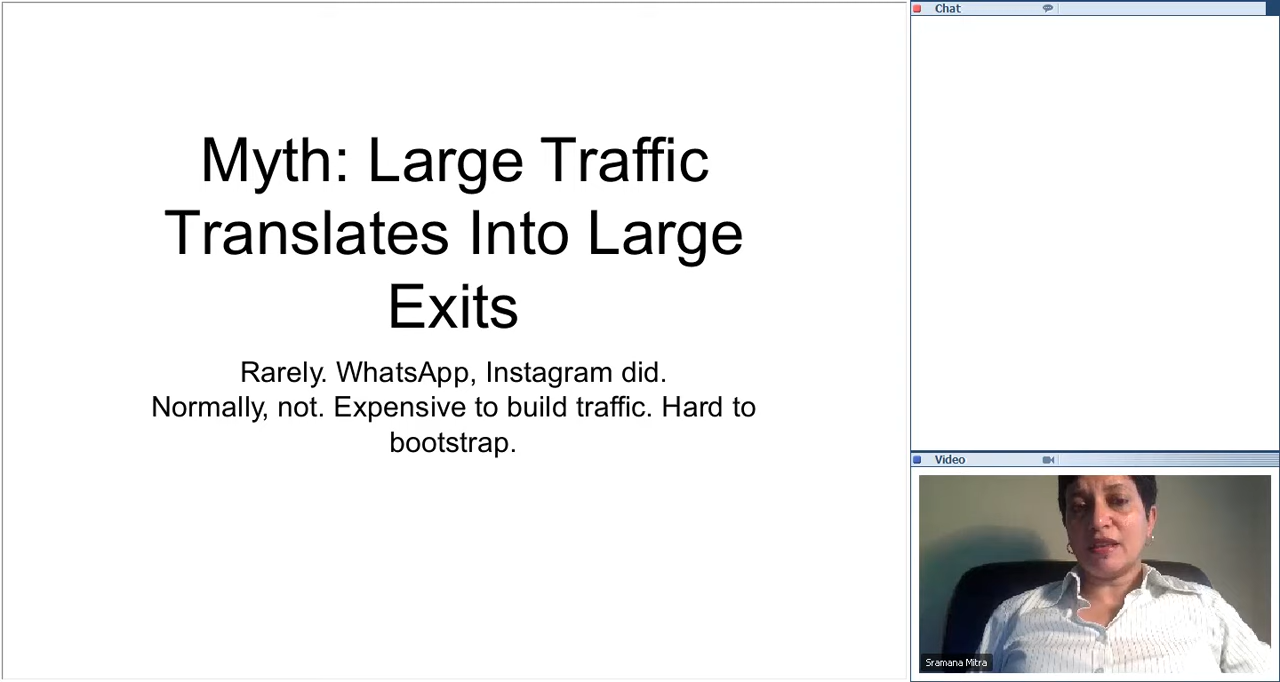 Myth: Large Traffic
Translates Into Large
Exits
Rarely. WhatsApp, Instagram did.
Normally, not. Expensive to build traffic. Hard to
bootstrap.
Chat
Video
Sramana Mitra